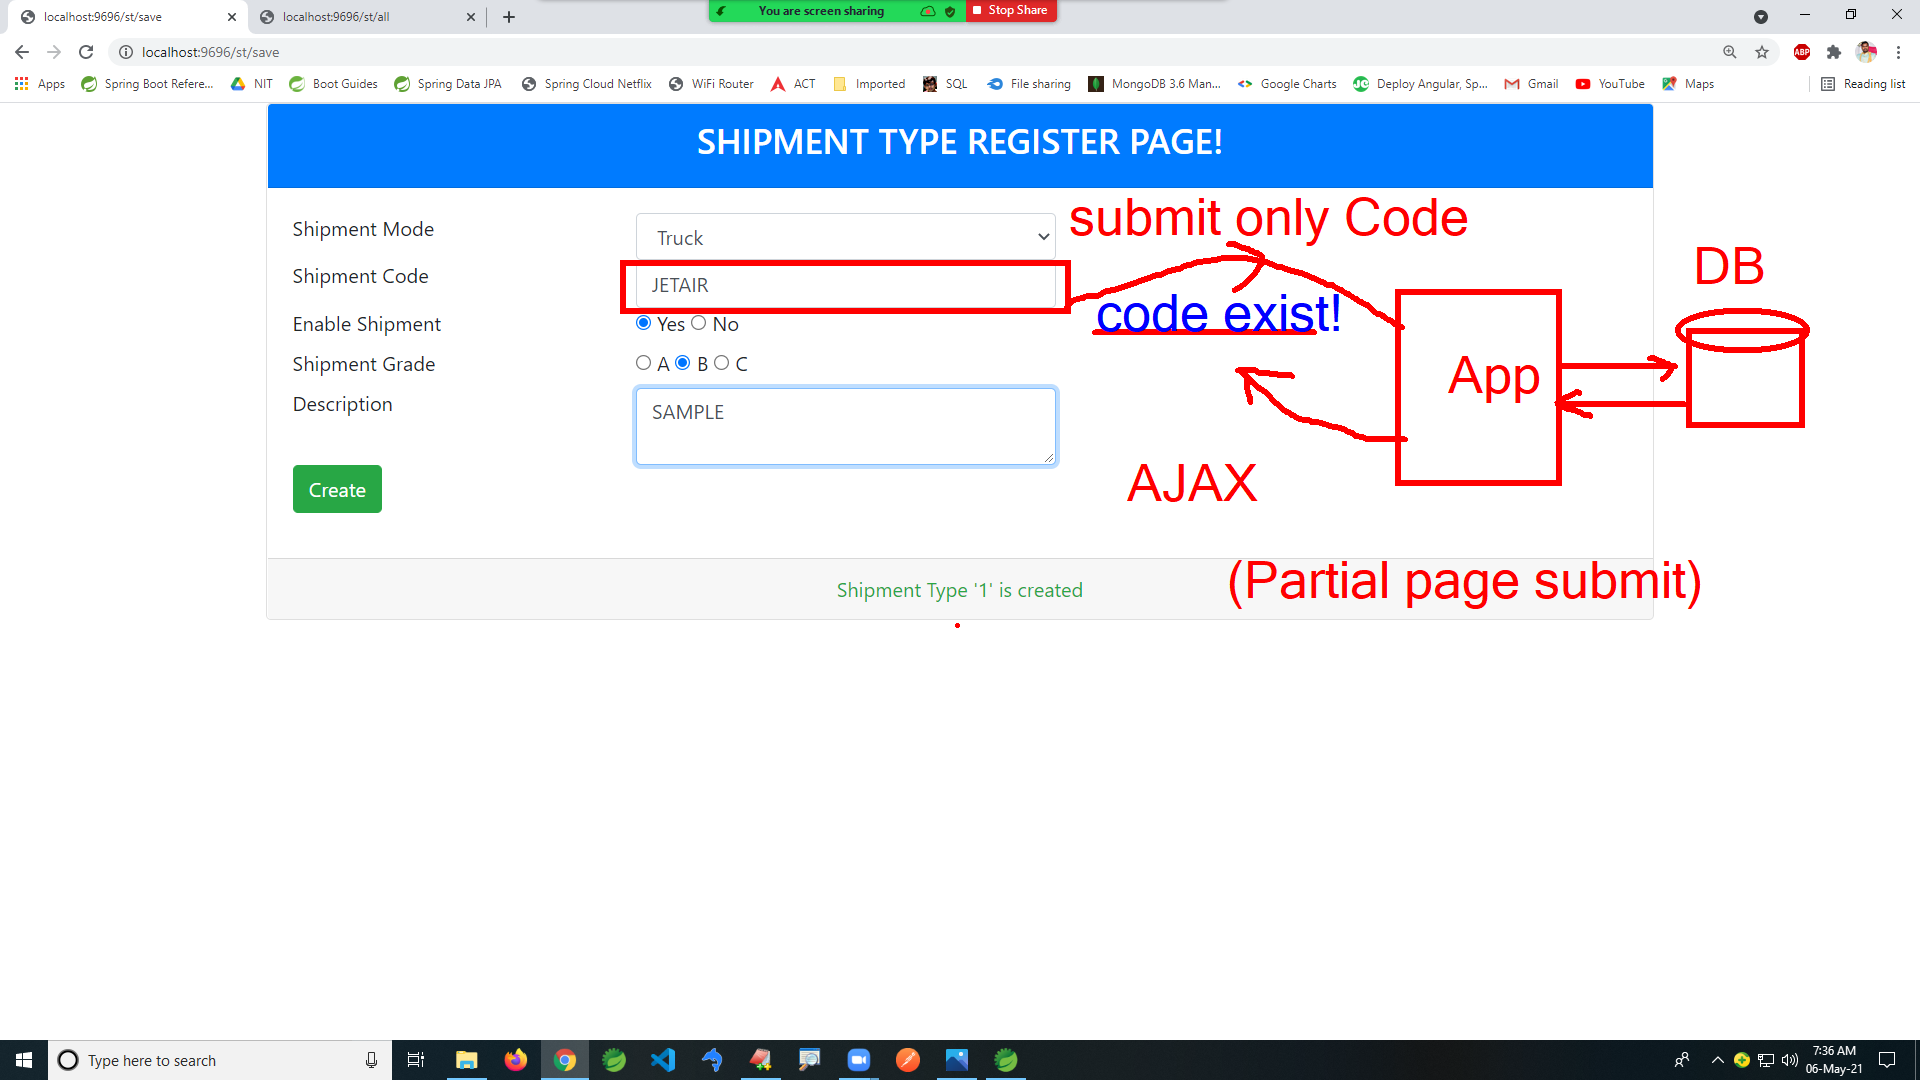 localhost:9696/st/save
localhost:9696/st/all
You are screen sharing
Stop Share
localhost:9696/st/save
ABP
Apps
Spring Boot Refere...
NIT
Boot Guides
Spring Data JPA
Spring Cloud Netflix
WiFi Router
ACT
Imported
SQL
File sharing
MongoDB 3.6 Man...
Google Charts
Deploy Angular, Sp...
Gmail
YouTube
Maps
Reading list
SHIPMENT TYPE REGISTER PAGE!
Shipment Mode
Truck
submit only Code
Shipment Code
JETAIR
code exist!
DB
Enable Shipment
Yes No
Shipment Grade
A B C
App
Description
SAMPLE
AJAX
Create
Shipment Type '1' is created
(Partial page submit)
Type here to search
7:36 AM
06-May-21